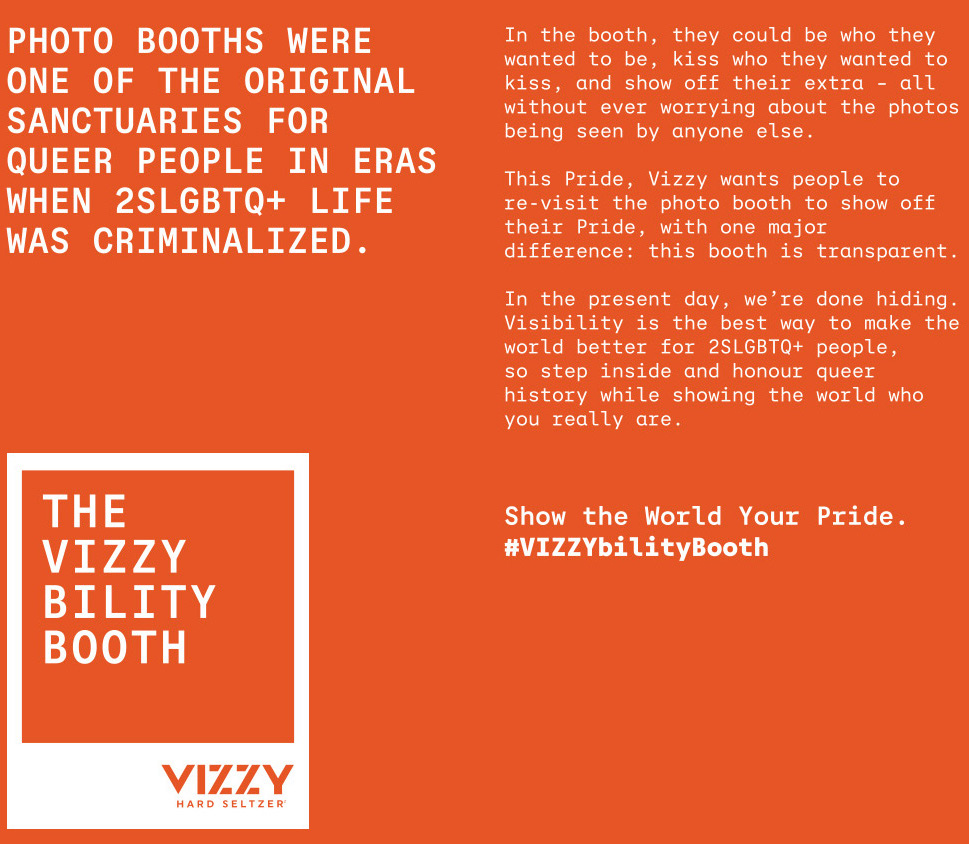 PHOTO BOOTHS WERE
ONE OF THE ORIGINAL
SANCTUARIES FOR
QUEER PEOPLE IN ERAS
WHEN 2SLGBTQ+ LIFE
WAS CRIMINALIZED.
In the booth, they could be who they
wanted to be, kiss who they wanted to
kiss, and show off their extra – all
without ever worrying about the photos
being seen by anyone else.
This Pride, Vizzy wants people to
re-visit the photo booth to show off
their Pride, with one major
difference: this booth is transparent.
In the present day, we’re done hiding.
Visibility is the best way to make the
world better for 2SLGBTQ+ people,
so step inside and honour queer
history while showing the world who
you really are.
Show the World Your Pride.
#VIZZYbilityBooth
THE
VIZZY
BILITY
BOOTH
VIZZY
HARD SELTZER